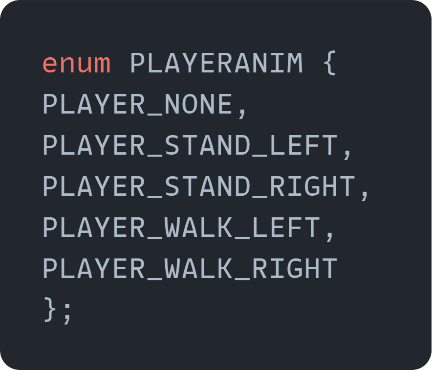 enum PLAYERANIM {
PLAYER_NONE,
PLAYER_STAND_LEFT,
PLAYER_STAND_RIGHT,
PLAYER_WALK_LEFT,
PLAYER_WALK_RIGHT
};